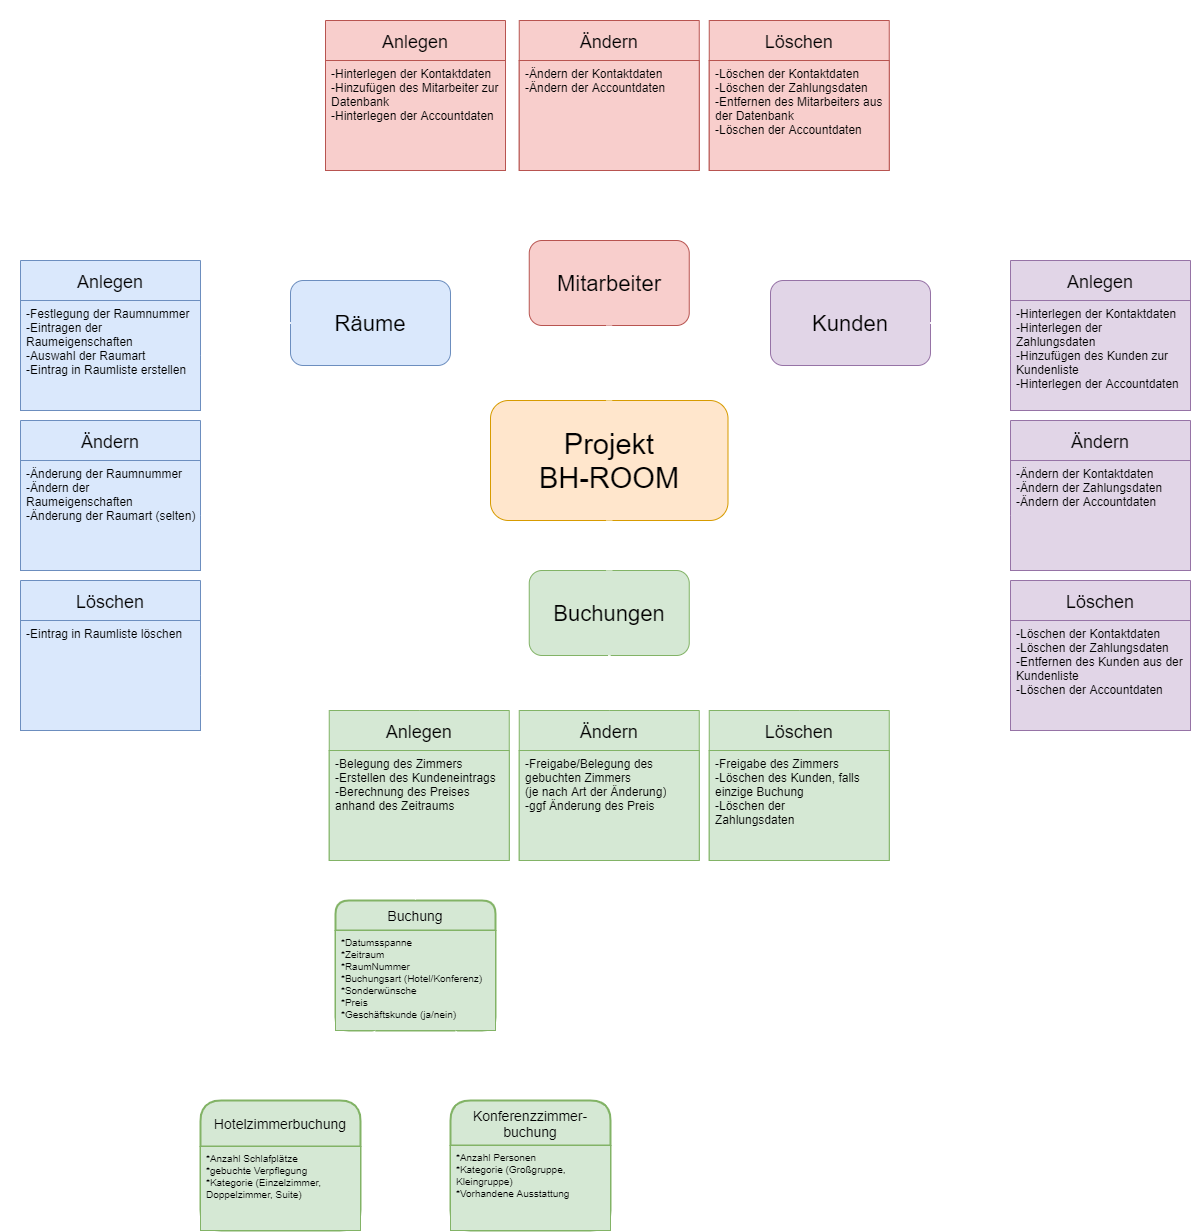 Anlegen
-Hinterlegen der Kontaktdaten
-Hinzufügen des Mitarbeiter zur
Datenbank
-Hinterlegen der Accountdaten
Ändern
-Ändern der Kontaktdaten
-Ändern der Accountdaten
Löschen
-Löschen der Kontaktdaten
-Löschen der Zahlungsdaten
-Entfernen des Mitarbeiters aus
der Datenbank
-Löschen der Accountdaten
Mitarbeiter
Räume
Kunden
Projekt
BH-ROOM
Buchungen
Anlegen
-Festlegung der Raumnummer
-Eintragen der
Raumeigenschaften
-Auswahl der Raumart
-Eintrag in Raumliste erstellen
Ändern
-Änderung der Raumnummer
-Ändern der
Raumeigenschaften
-Änderung der Raumart (selten)
Löschen
-Eintrag in Raumliste löschen
Anlegen
-Hinterlegen der Kontaktdaten
-Hinterlegen der
Zahlungsdaten
-Hinzufügen des Kunden zur
Kundenliste
-Hinterlegen der Accountdaten
Ändern
-Ändern der Kontaktdaten
-Ändern der Zahlungsdaten
-Ändern der Accountdaten
Löschen
-Löschen der Kontaktdaten
-Löschen der Zahlungsdaten
-Entfernen des Kunden aus der
Kundenliste
-Löschen der Accountdaten
Anlegen
-Belegung des Zimmers
-Erstellen des Kundeneintrags
-Berechnung des Preises
anhand des Zeitraums
Ändern
-Freigabe/Belegung des
gebuchten Zimmers
(je nach Art der Änderung)
-ggf Änderung des Preis
Löschen
-Freigabe des Zimmers
-Löschen des Kunden, falls
einzige Buchung
-Löschen der
Zahlungsdaten
Buchung
*Datumsspanne
*Zeitraum
*RaumNummer
*Buchungsart (Hotel/Konferenz)
*Sonderwünsche
*Preis
*Geschäftskunde (ja/nein)
Hotelzimmerbuchung
*Anzahl Schlafplätze
*gebuchte Verpflegung
*Kategorie (Einzelzimmer,
Doppelzimmer, Suite)
Konferenzzimmer-
buchung
*Anzahl Personen
*Kategorie (Großgruppe,
Kleingruppe)
*Vorhandene Ausstattung